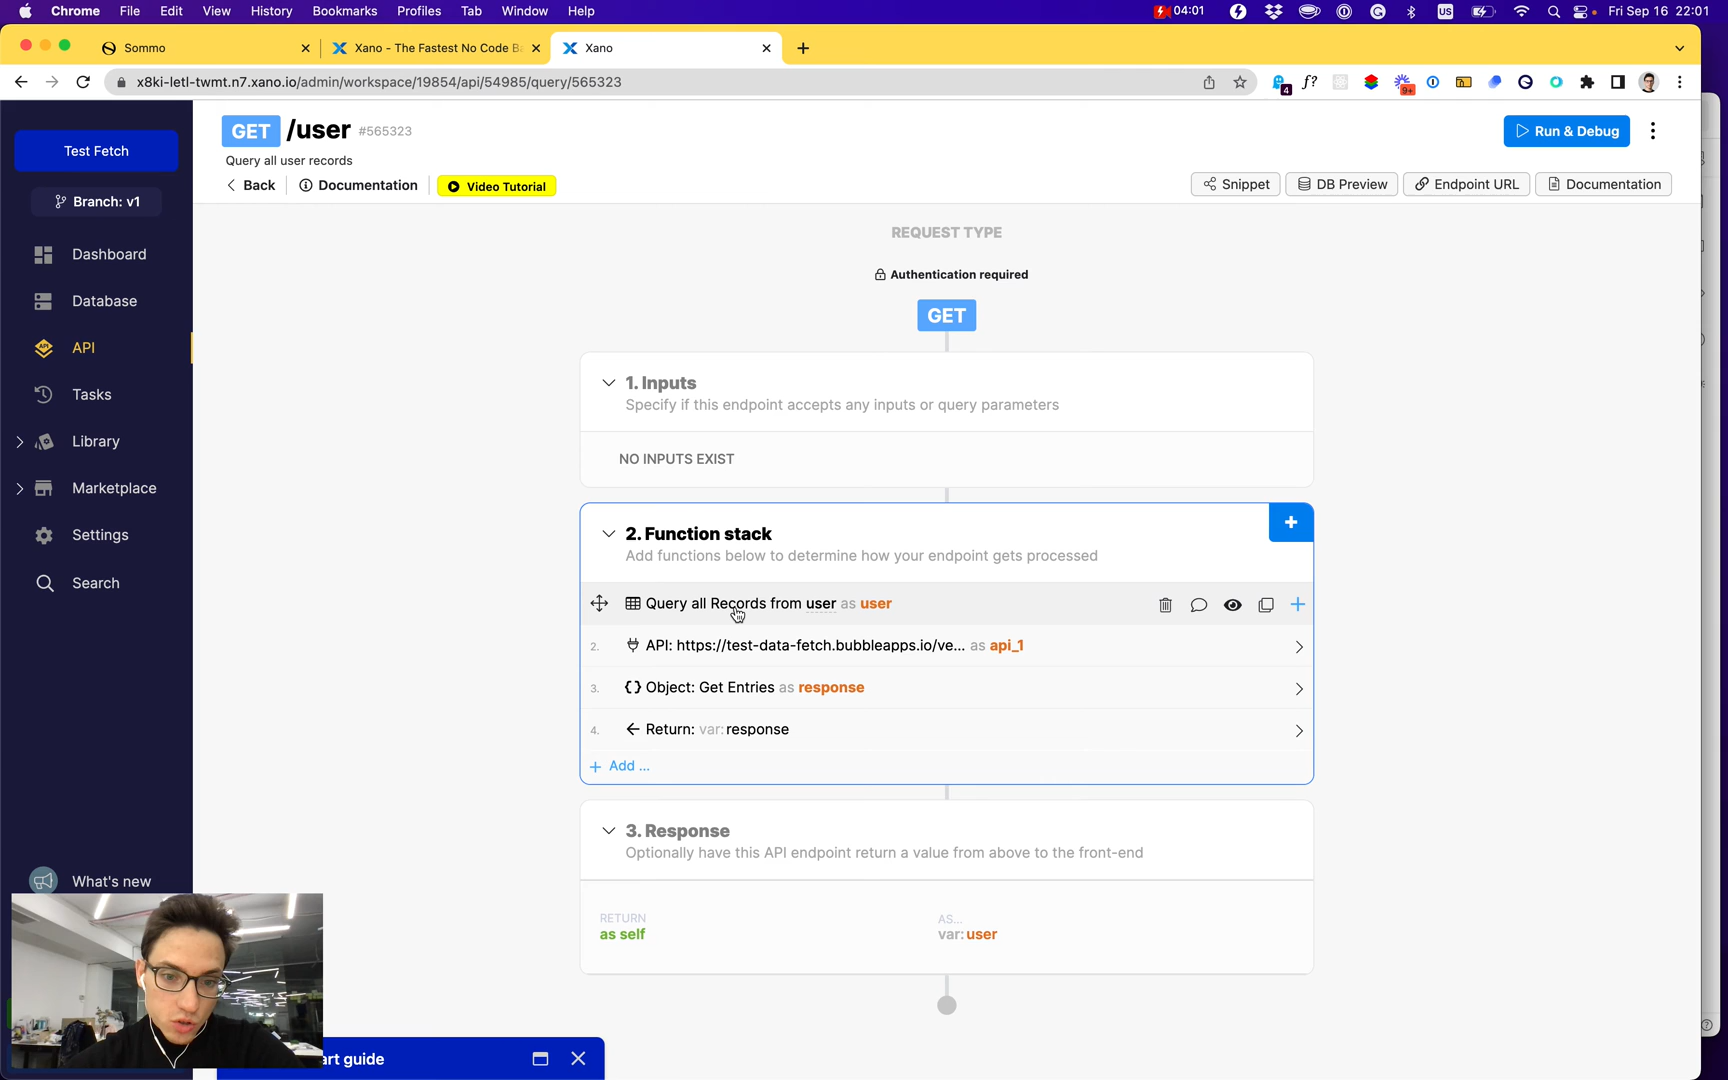 Chrome File Edit View History Bookmarks Profiles Tab Window Help 04:01 US Fri Sep 16 22:01
Sommo Xano - The Fastest No Code Ba Xano
x8ki-letl-twmt.n7.xano.io/admin/workspace/19854/api/54985/query/565323 4 f? 9+
Test Fetch
Branch: v1
Dashboard
Database
API
Tasks
Library
Marketplace
Settings
Search
What's new
GET /user #565323
Run & Debug
Query all user records
Back Documentation Video Tutorial
Snippet DB Preview Endpoint URL Documentation
REQUEST TYPE
Authentication required
GET
1. Inputs
Specify if this endpoint accepts any inputs or query parameters
NO INPUTS EXIST
2. Function stack
Add functions below to determine how your endpoint gets processed
Query all Records from user as user
2. API: https://test-data-fetch.bubbleapps.io/ve... as api_1
3. {} Object: Get Entries as response
4. Return: var: response
+ Add ...
3. Response
Optionally have this API endpoint return a value from above to the front-end
RETURN AS...
as self var: user
art guide